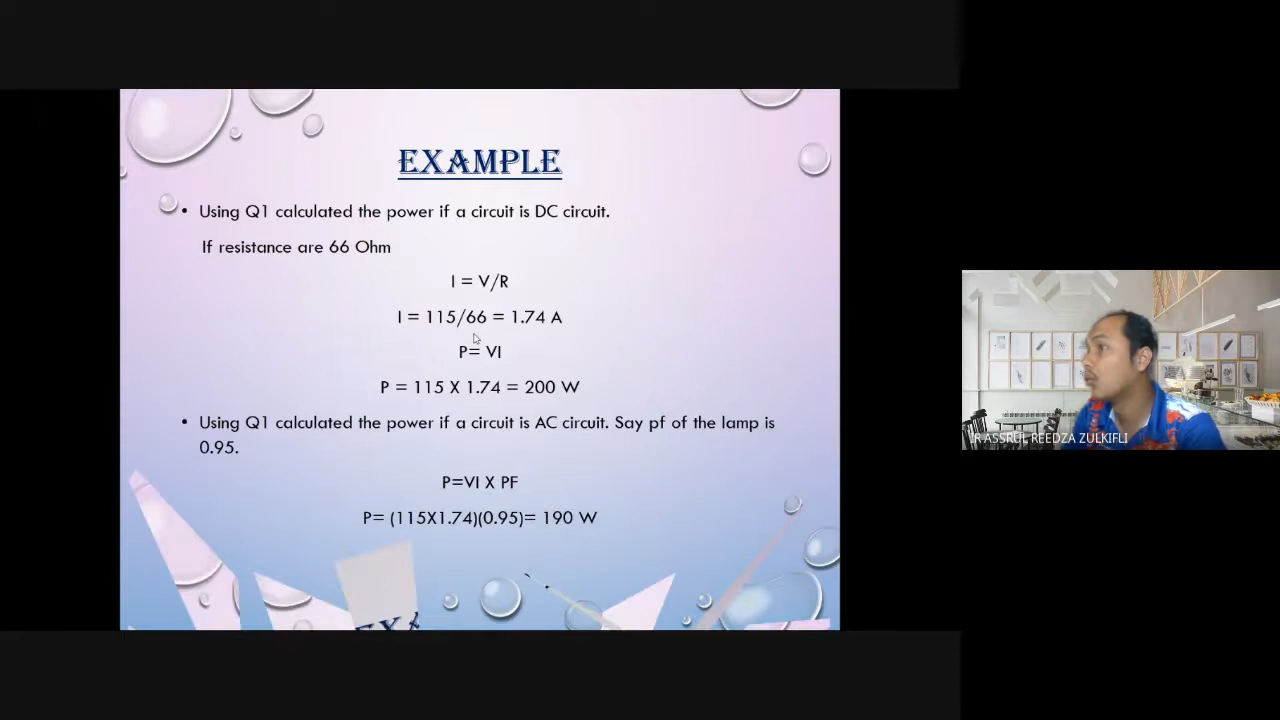 EXAMPLE
• Using Q1 calculated the power if a circuit is DC circuit.
If resistance are 66 Ohm
I = V/R
I = 115/66 = 1.74 A
P= VI
P = 115 X 1.74 = 200 W
• Using Q1 calculated the power if a circuit is AC circuit. Say pf of the lamp is
0.95.
P=VI X PF
P= (115X1.74)(0.95)= 190 W
ASSRUL REEDZA ZULKIFLI